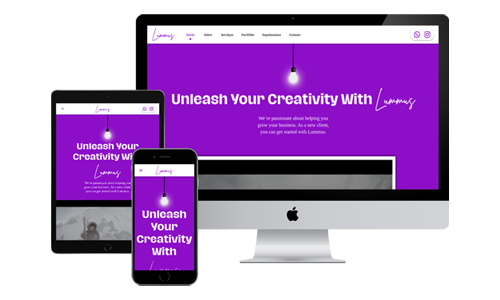 Lummus
Início Sobre Serviços Portfólio Depoimentos Contato
Unleash Your Creativity With Lummus
We're passionate about helping you
grow your business. As a new client,
you can get started with Lummus.
Lummus
Unleash Your
Creativity With
Lummus
We're passionate about helping you
grow your business. As a new client,
you can get started with Lummus.
Lummus
Unleash
Your
Creativity
With
Lummus